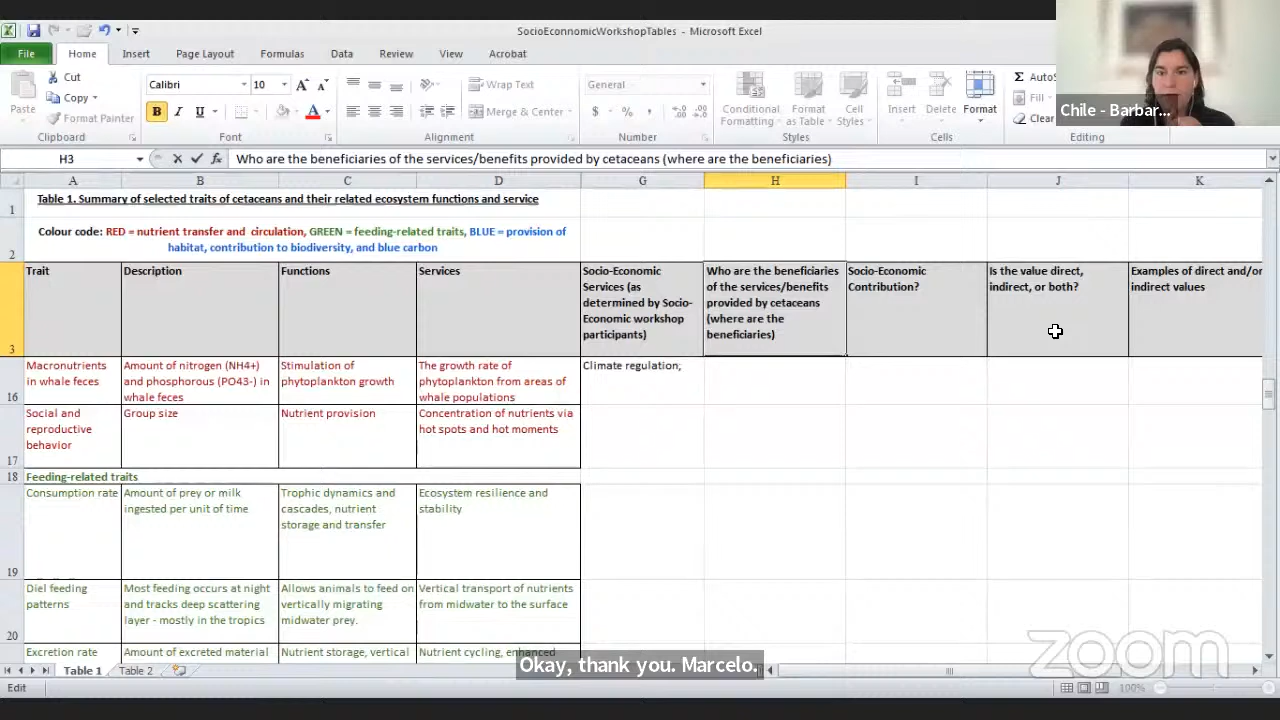 SocioEconnomicWorkshopTables - Microsoft Excel
File Home Insert Page Layout Formulas Data Review View Acrobat
Chile - Barbar...
Paste
Cut
Copy
Format Painter
Clipboard
Calibri 10
B I U
Font
Wrap Text
Merge & Center
Alignment
General
$ % ,
Number
Conditional Formatting
Format as Table
Cell Styles
Styles
Insert Delete Format
Cells
Σ AutoS
Fill
Clear
Editing
H3 fx Who are the beneficiaries of the services/benefits provided by cetaceans (where are the beneficiaries)
A B C D G H I J K
1 Table 1. Summary of selected traits of cetaceans and their related ecosystem functions and service
2 Colour code: RED = nutrient transfer and circulation, GREEN = feeding-related traits, BLUE = provision of
habitat, contribution to biodiversity, and blue carbon
3
Trait
Description
Functions
Services
Socio-Economic
Services (as
determined by Socio-
Economic workshop
participants)
Who are the beneficiaries
of the services/benefits
provided by cetaceans
(where are the
beneficiaries)
Socio-Economic
Contribution?
Is the value direct,
indirect, or both?
Examples of direct and/or
indirect values
16
Macronutrients
in whale feces
Amount of nitrogen (NH4+)
and phosphorous (PO43-) in
whale feces
Stimulation of
phytoplankton growth
The growth rate of
phytoplankton from areas of
whale populations
Climate regulation;
17
Social and
reproductive
behavior
Group size
Nutrient provision
Concentration of nutrients via
hot spots and hot moments
18 Feeding-related traits
19
Consumption rate
Amount of prey or milk
ingested per unit of time
Trophic dynamics and
cascades, nutrient
storage and transfer
Ecosystem resilience and
stability
20
Diel feeding
patterns
Most feeding occurs at night
and tracks deep scattering
layer - mostly in the tropics
Allows animals to feed on
vertically migrating
midwater prey.
Vertical transport of nutrients
from midwater to the surface
Excretion rate
Amount of excreted material
Nutrient storage, vertical
Nutrient cycling, enhanced
Okay, thank you. Marcelo.
zoom
Table 1 Table 2
Edit
100%